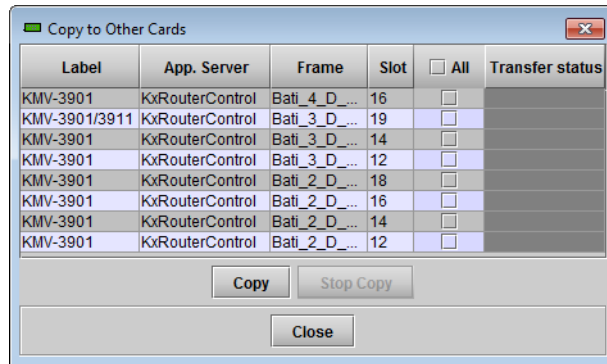 Copy to Other Cards
Label App. Server Frame Slot All Transfer status
KMV-3901 KxRouterControl Bati_4_D_... 16
KMV-3901/3911 KxRouterControl Bati_3_D_... 19
KMV-3901 KxRouterControl Bati_3_D_... 14
KMV-3901 KxRouterControl Bati_3_D_... 12
KMV-3901 KxRouterControl Bati_2_D_... 18
KMV-3901 KxRouterControl Bati_2_D_... 16
KMV-3901 KxRouterControl Bati_2_D_... 14
KMV-3901 KxRouterControl Bati_2_D_... 12
Copy Stop Copy
Close